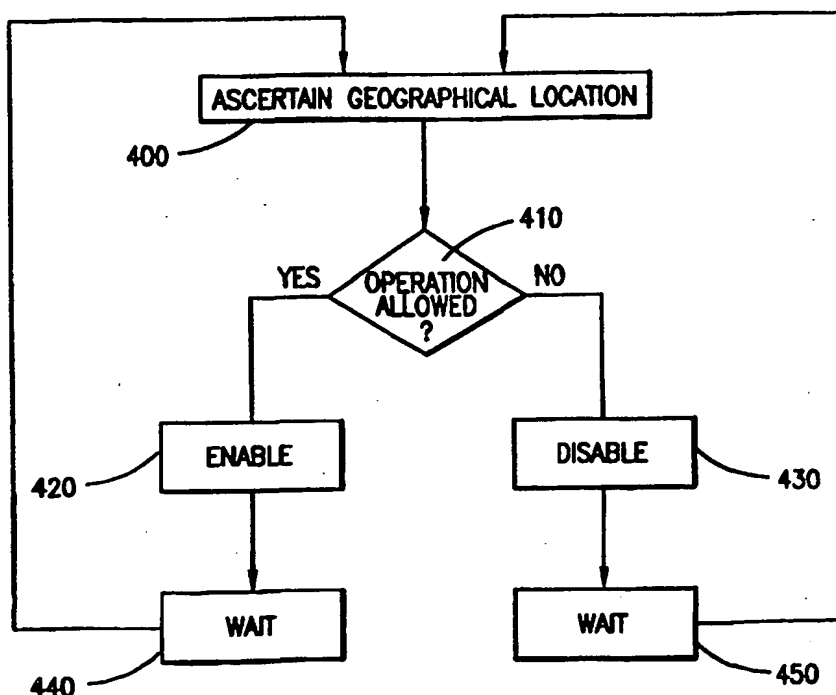 ASCERTAIN GEOGRAPHICAL LOCATION
400
410
YES
OPERATION
ALLOWED
?
NO
ENABLE
420
DISABLE
430
WAIT
440
WAIT
450